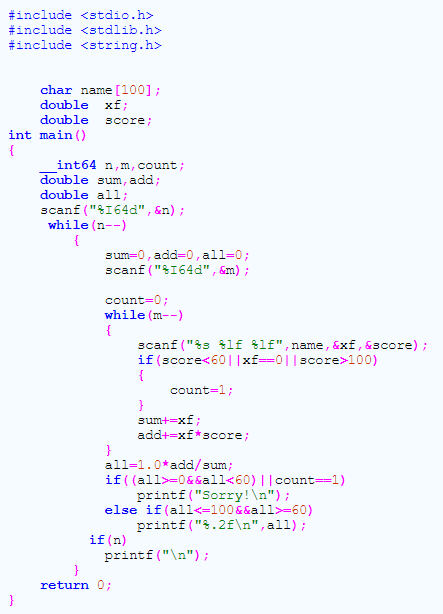 #include <stdio.h>
#include <stdlib.h>
#include <string.h>
char name[100];
double  xf;
double  score;
int main()
{
__int64 n,m,count;
double sum,add;
double all;
scanf("%I64d",&n);
while(n--)
{
sum=0,add=0,all=0;
scanf("%I64d",&m);
count=0;
while(m--)
{
scanf("%s %lf %lf",name,&xf,&score);
if(score<60||xf==0||score>100)
{
count=1;
}
sum+=xf;
add+=xf*score;
}
all=1.0*add/sum;
if((all>=0&&all<60)||count==1)
printf("Sorry!\n");
else if(all<=100&&all>=60)
printf("%.2f\n",all);
if(n)
printf("\n");
}
return 0;
}